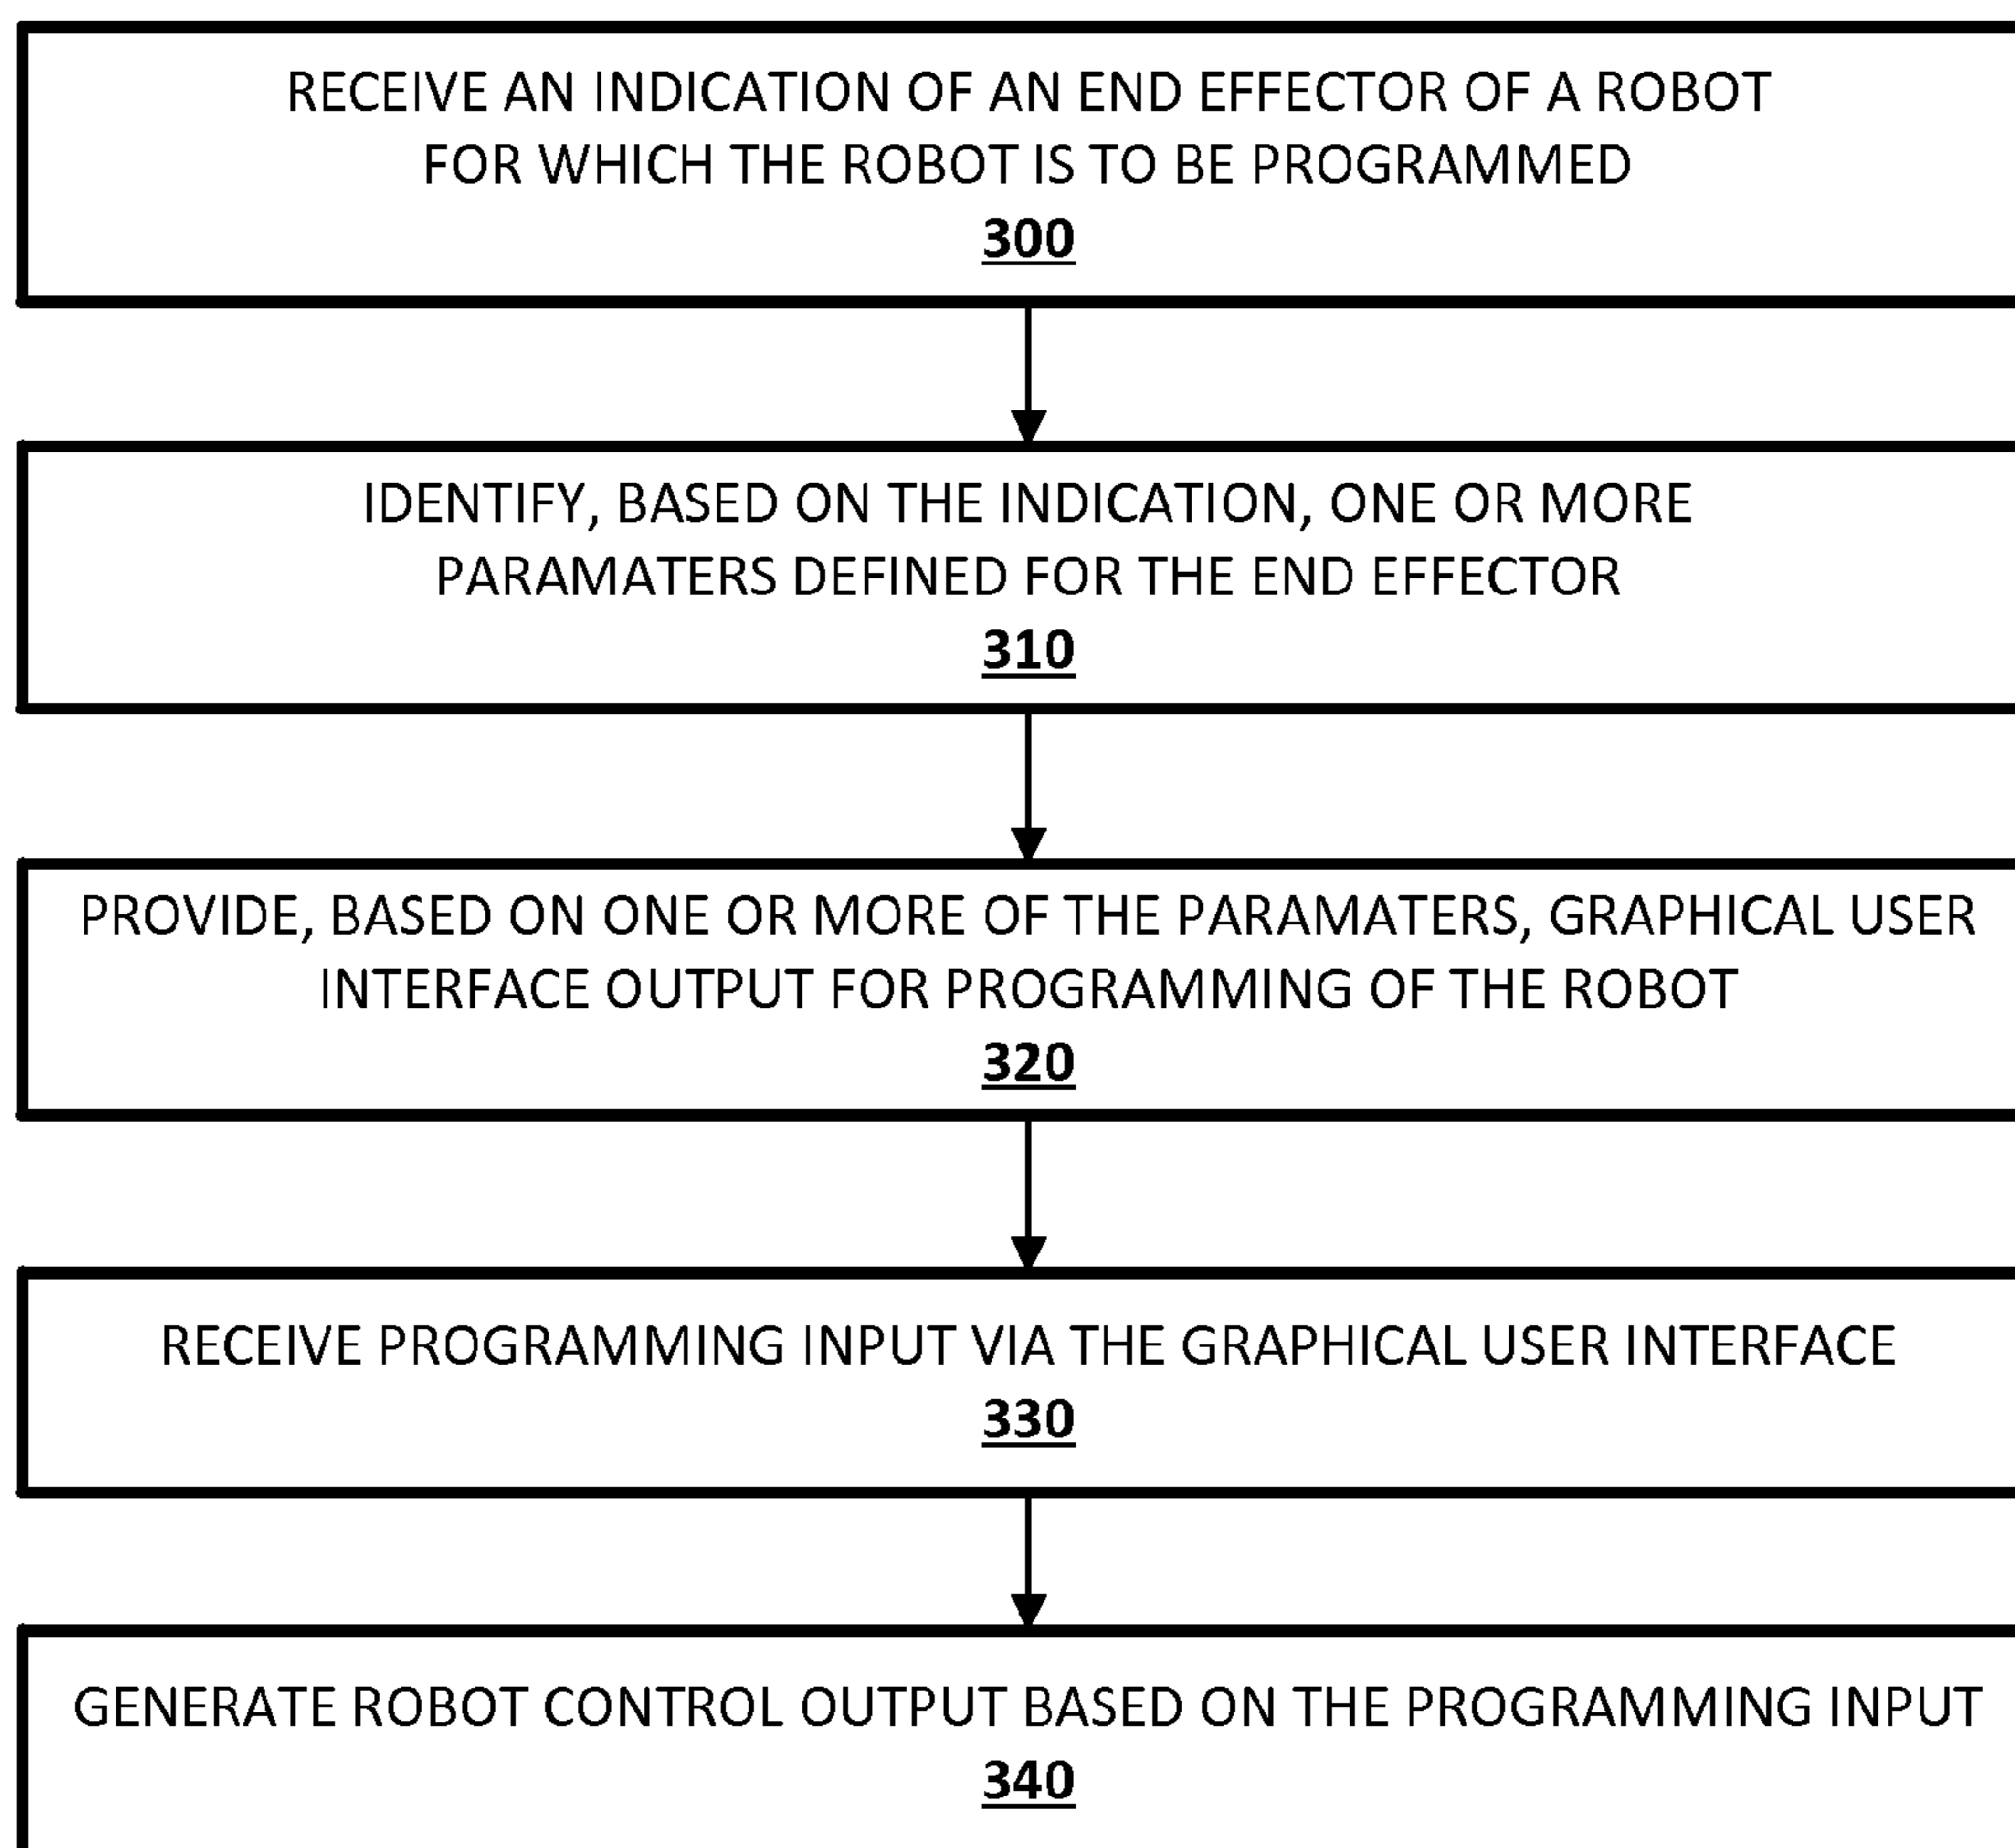 RECEIVE AN INDICATION OF AN END EFFECTOR OF A ROBOT
FOR WHICH THE ROBOT IS TO BE PROGRAMMED
300
IDENTIFY, BASED ON THE INDICATION, ONE OR MORE
PARAMATERS DEFINED FOR THE END EFFECTOR
310
PROVIDE, BASED ON ONE OR MORE OF THE PARAMATERS, GRAPHICAL USER
INTERFACE OUTPUT FOR PROGRAMMING OF THE ROBOT
320
RECEIVE PROGRAMMING INPUT VIA THE GRAPHICAL USER INTERFACE
330
GENERATE ROBOT CONTROL OUTPUT BASED ON THE PROGRAMMING INPUT
340